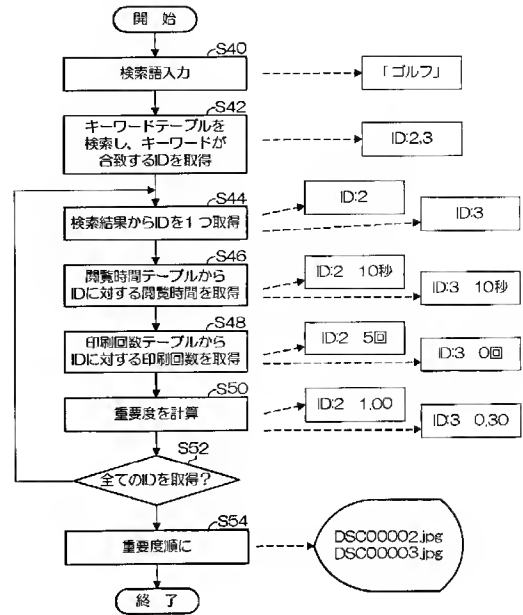 開 始
S40
検索語入力
「ゴルフ」
S42
キーワードテーブルを
検索し、キーワードが
合致するIDを取得
ID:2,3
S44
検索結果からIDを1つ取得
ID:2
ID:3
S46
閲覧時間テーブルから
IDに対する閲覧時間を取得
ID:2 10秒
ID:3 10秒
S48
印刷回数テーブルから
IDに対する印刷回数を取得
ID:2 5回
ID:3 0回
S50
重要度を計算
ID:2 1.00
ID:3 0.30
S52
全てのIDを取得?
S54
重要度順に
DSC00002.jpg
DSC00003.jpg
終 了